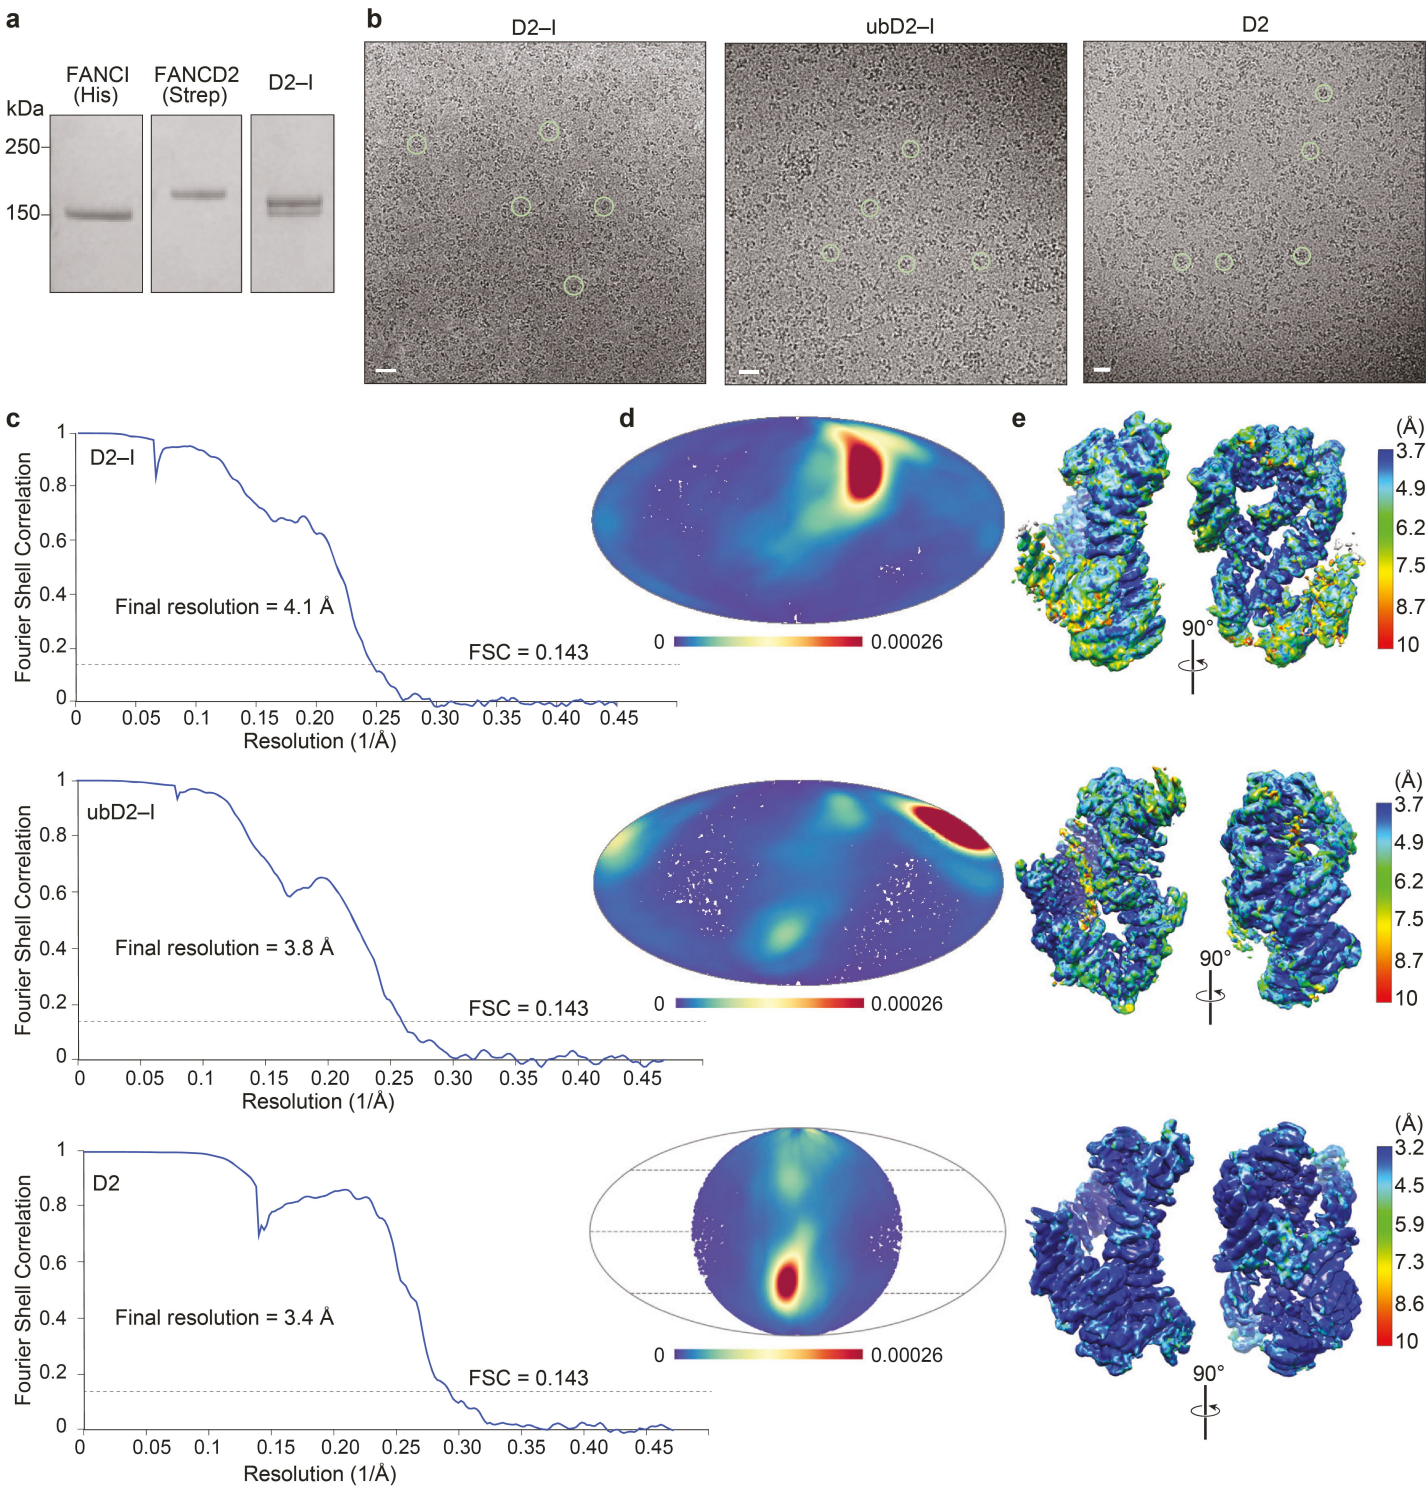 a
FANCI
(His)
FANCD2
(Strep)
D2–I
kDa
250
150
b
D2–I
ubD2–I
D2
c
D2–I
Fourier Shell Correlation
1
0.8
0.6
0.4
0.2
0
Final resolution = 4.1 Å
FSC = 0.143
0 0.05 0.1 0.15 0.20 0.25 0.30 0.35 0.40 0.45
Resolution (1/Å)
ubD2–I
Fourier Shell Correlation
1
0.8
0.6
0.4
0.2
0
Final resolution = 3.8 Å
FSC = 0.143
0 0.05 0.1 0.15 0.20 0.25 0.30 0.35 0.40 0.45
Resolution (1/Å)
D2
Fourier Shell Correlation
1
0.8
0.6
0.4
0.2
0
Final resolution = 3.4 Å
FSC = 0.143
0 0.05 0.1 0.15 0.20 0.25 0.30 0.35 0.40 0.45
Resolution (1/Å)
d
0 0.00026
0 0.00026
0 0.00026
e
90°
(Å)
3.7
4.9
6.2
7.5
8.7
10
90°
(Å)
3.7
4.9
6.2
7.5
8.7
10
90°
(Å)
3.2
4.5
5.9
7.3
8.6
10